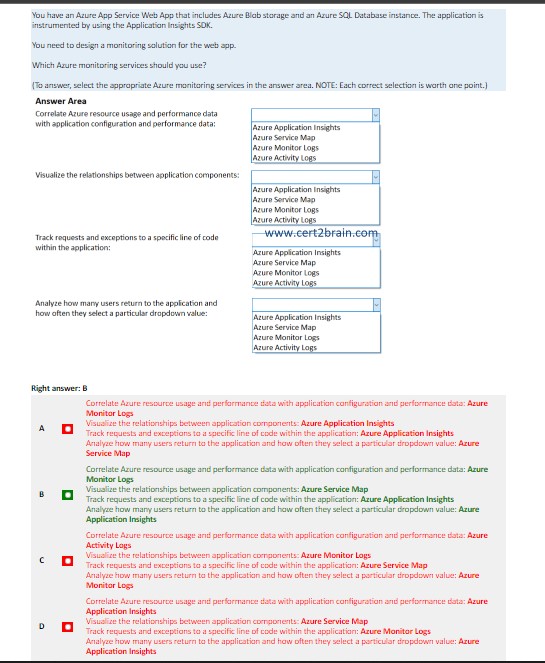 You have an Azure App Service Web App that includes Azure Blob storage and an Azure SQL Database instance. The application is
instrumented by using the Application Insights SDK.
You need to design a monitoring solution for the web app.
Which Azure monitoring services should you use?
(To answer, select the appropriate Azure monitoring services in the answer area. NOTE: Each correct selection is worth one point.)
Answer Area
Correlate Azure resource usage and performance data
with application configuration and performance data:
Azure Application Insights
Azure Service Map
Azure Monitor Logs
Azure Activity Logs
Visualize the relationships between application components:
Azure Application Insights
Azure Service Map
Azure Monitor Logs
Azure Activity Logs
www.cert2brain.com
Track requests and exceptions to a specific line of code
within the application:
Azure Application Insights
Azure Service Map
Azure Monitor Logs
Azure Activity Logs
Analyze how many users return to the application and
how often they select a particular dropdown value:
Azure Application Insights
Azure Service Map
Azure Monitor Logs
Azure Activity Logs
Right answer: B
A
Correlate Azure resource usage and performance data with application configuration and performance data: Azure
Monitor Logs
Visualize the relationships between application components: Azure Application Insights
Track requests and exceptions to a specific line of code within the application: Azure Application Insights
Analyze how many users return to the application and how often they select a particular dropdown value: Azure
Service Map
B
Correlate Azure resource usage and performance data with application configuration and performance data: Azure
Monitor Logs
Visualize the relationships between application components: Azure Service Map
Track requests and exceptions to a specific line of code within the application: Azure Application Insights
Analyze how many users return to the application and how often they select a particular dropdown value: Azure
Application Insights
C
Correlate Azure resource usage and performance data with application configuration and performance data: Azure
Activity Logs
Visualize the relationships between application components: Azure Monitor Logs
Track requests and exceptions to a specific line of code within the application: Azure Service Map
Analyze how many users return to the application and how often they select a particular dropdown value: Azure
Monitor Logs
D
Correlate Azure resource usage and performance data with application configuration and performance data: Azure
Application Insights
Visualize the relationships between application components: Azure Service Map
Track requests and exceptions to a specific line of code within the application: Azure Monitor Logs
Analyze how many users return to the application and how often they select a particular dropdown value: Azure
Application Insights